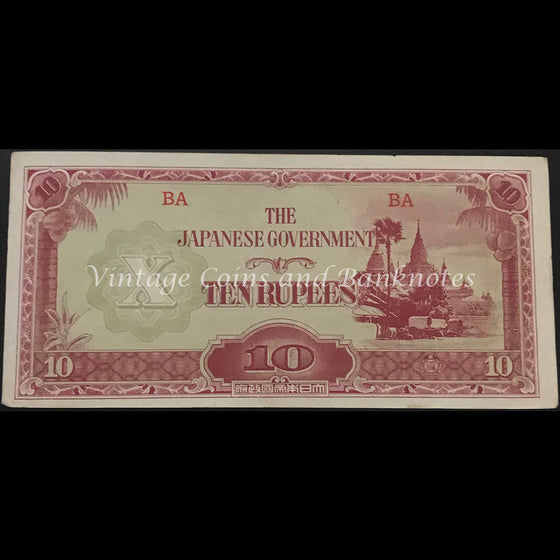 10 10
BA BA
THE
JAPANESE GOVERNMENT
Vintage Coins and Banknotes
X
TEN RUPEES
10 10 10
大日本帝國政府